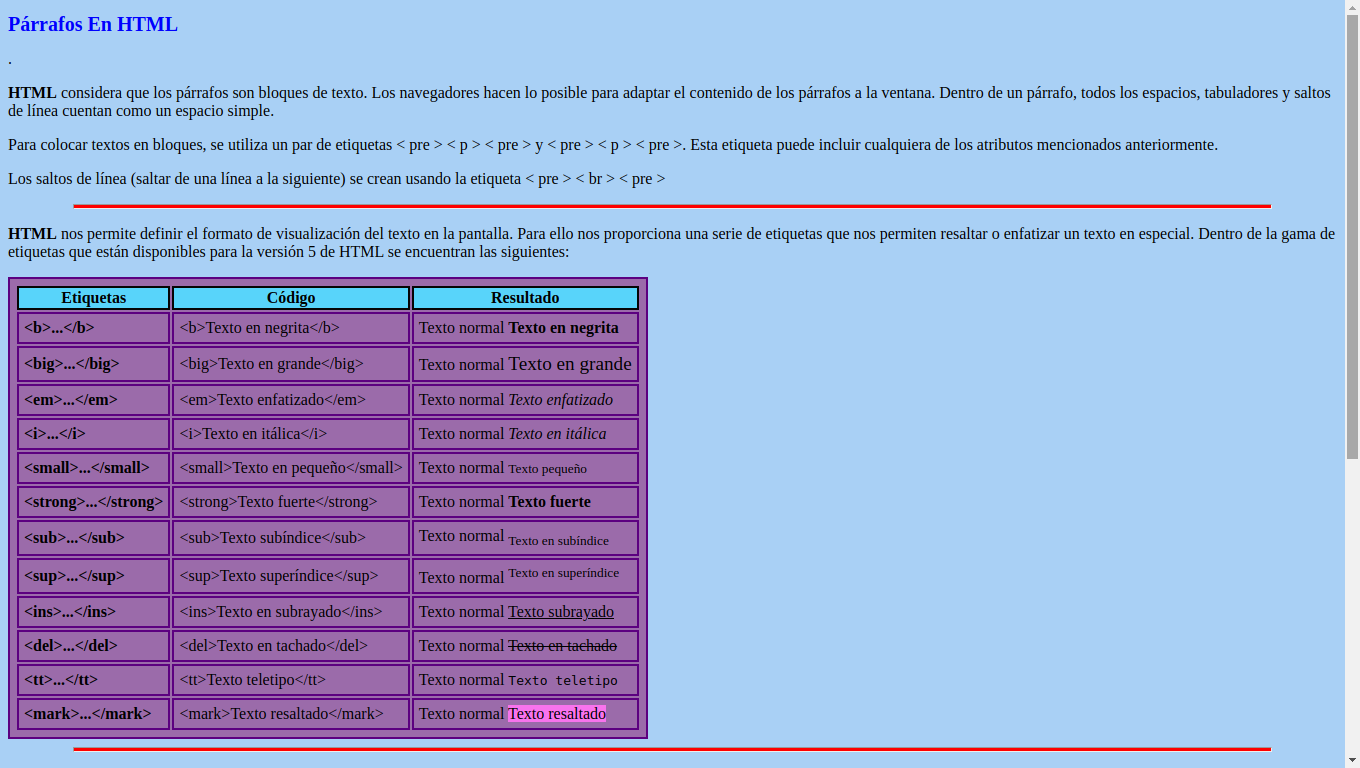 Párrafos En HTML
.
HTML considera que los párrafos son bloques de texto. Los navegadores hacen lo posible para adaptar el contenido de los párrafos a la ventana. Dentro de un párrafo, todos los espacios, tabuladores y saltos
de línea cuentan como un espacio simple.
Para colocar textos en bloques, se utiliza un par de etiquetas < pre > < p > < pre > y < pre > < p > < pre >. Esta etiqueta puede incluir cualquiera de los atributos mencionados anteriormente.
Los saltos de línea (saltar de una línea a la siguiente) se crean usando la etiqueta < pre > < br > < pre >
HTML nos permite definir el formato de visualización del texto en la pantalla. Para ello nos proporciona una serie de etiquetas que nos permiten resaltar o enfatizar un texto en especial. Dentro de la gama de
etiquetas que están disponibles para la versión 5 de HTML se encuentran las siguientes:
Etiquetas Código Resultado
<b>...</b> <b>Texto en negrita</b> Texto normal Texto en negrita
<big>...</big> <big>Texto en grande</big> Texto normal Texto en grande
<em>...</em> <em>Texto enfatizado</em> Texto normal Texto enfatizado
<i>...</i> <i>Texto en itálica</i> Texto normal Texto en itálica
<small>...</small> <small>Texto en pequeño</small> Texto normal Texto pequeño
<strong>...</strong> <strong>Texto fuerte</strong> Texto normal Texto fuerte
<sub>...</sub> <sub>Texto subíndice</sub> Texto normal Texto en subíndice
<sup>...</sup> <sup>Texto superíndice</sup> Texto normal Texto en superíndice
<ins>...</ins> <ins>Texto en subrayado</ins> Texto normal Texto subrayado
<del>...</del> <del>Texto en tachado</del> Texto normal Texto en tachado
<tt>...</tt> <tt>Texto teletipo</tt> Texto normal Texto teletipo
<mark>...</mark> <mark>Texto resaltado</mark> Texto normal Texto resaltado